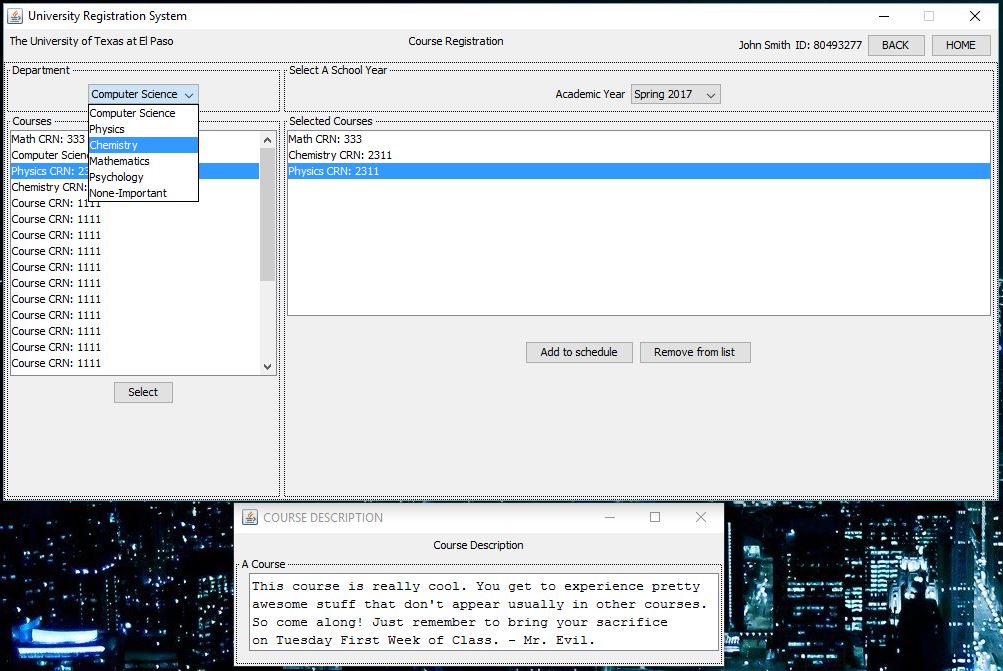 University Registration System
The University of Texas at El Paso
Course Registration
John Smith ID: 80493277
BACK
HOME
Department
Computer Science
Computer Science
Physics
Chemistry
Mathematics
Psychology
None-Important
Select A School Year
Academic Year
Spring 2017
Courses
Math CRN: 333
Computer
Physics CRN:
Chemistry CRN:
Course CRN: 1111
Course CRN: 1111
Course CRN: 1111
Course CRN: 1111
Course CRN: 1111
Course CRN: 1111
Course CRN: 1111
Course CRN: 1111
Course CRN: 1111
Course CRN: 1111
Course CRN: 1111
Select
Selected Courses
Math CRN: 333
Chemistry CRN: 2311
Physics CRN: 2311
Add to schedule
Remove from list
COURSE DESCRIPTION
Course Description
A Course
This course is really cool. You get to experience pretty
awesome stuff that don't appear usually in other courses.
So come along! Just remember to bring your sacrifice
on Tuesday First Week of Class. - Mr. Evil.